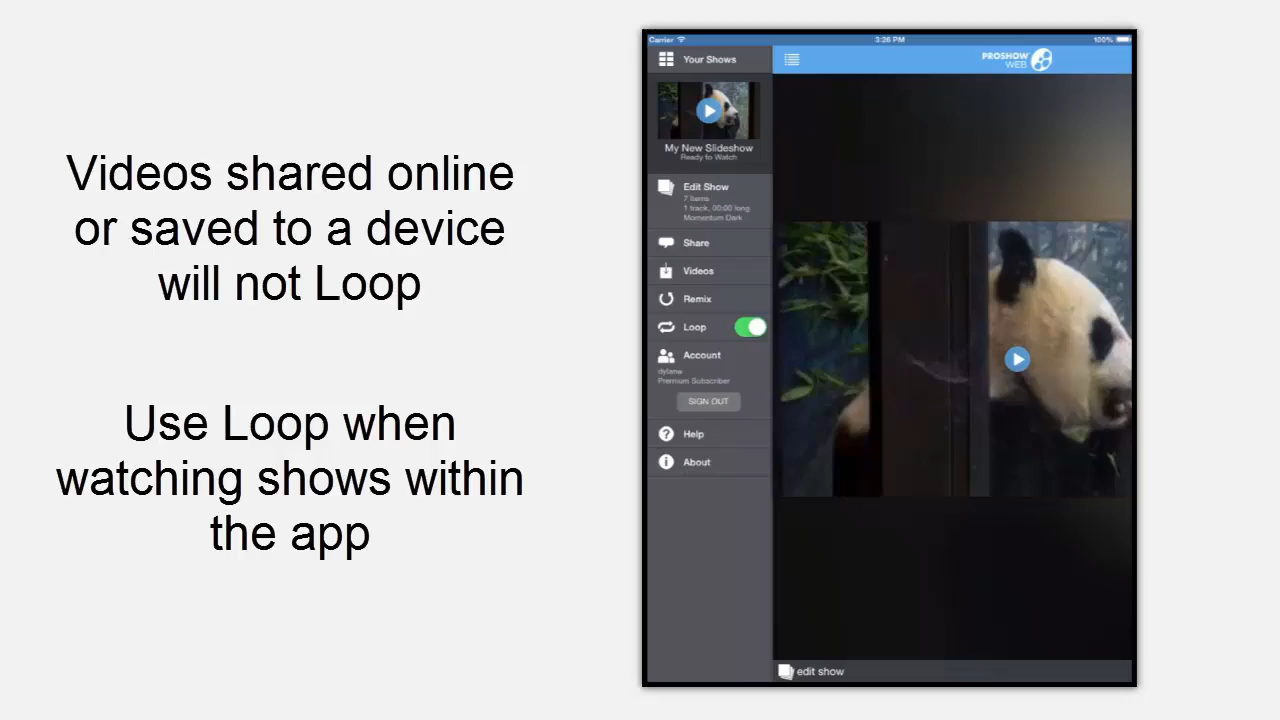 Videos shared online
or saved to a device
will not Loop
Use Loop when
watching shows within
the app
Carrier
3:26 PM
100%
Your Shows
PROSHOW
WEB
My New Slideshow
Ready to Watch
Edit Show
7 Items
1 track, 00:00 long
Momentum Dark
Share
Videos
Remix
Loop
Account
dylanw
Premium Subscriber
SIGN OUT
Help
About
edit show